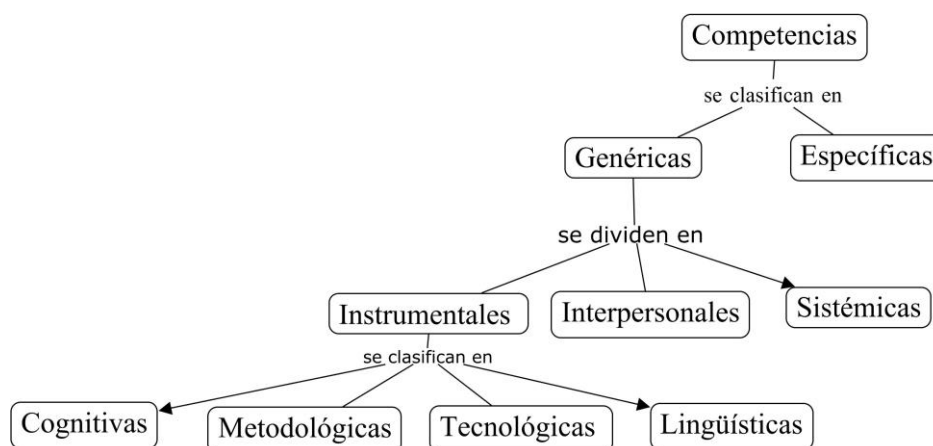 Competencias
se clasifican en
Genéricas
Específicas
se dividen en
Instrumentales
Interpersonales
Sistémicas
se clasifican en
Cognitivas
Metodológicas
Tecnológicas
Lingüísticas